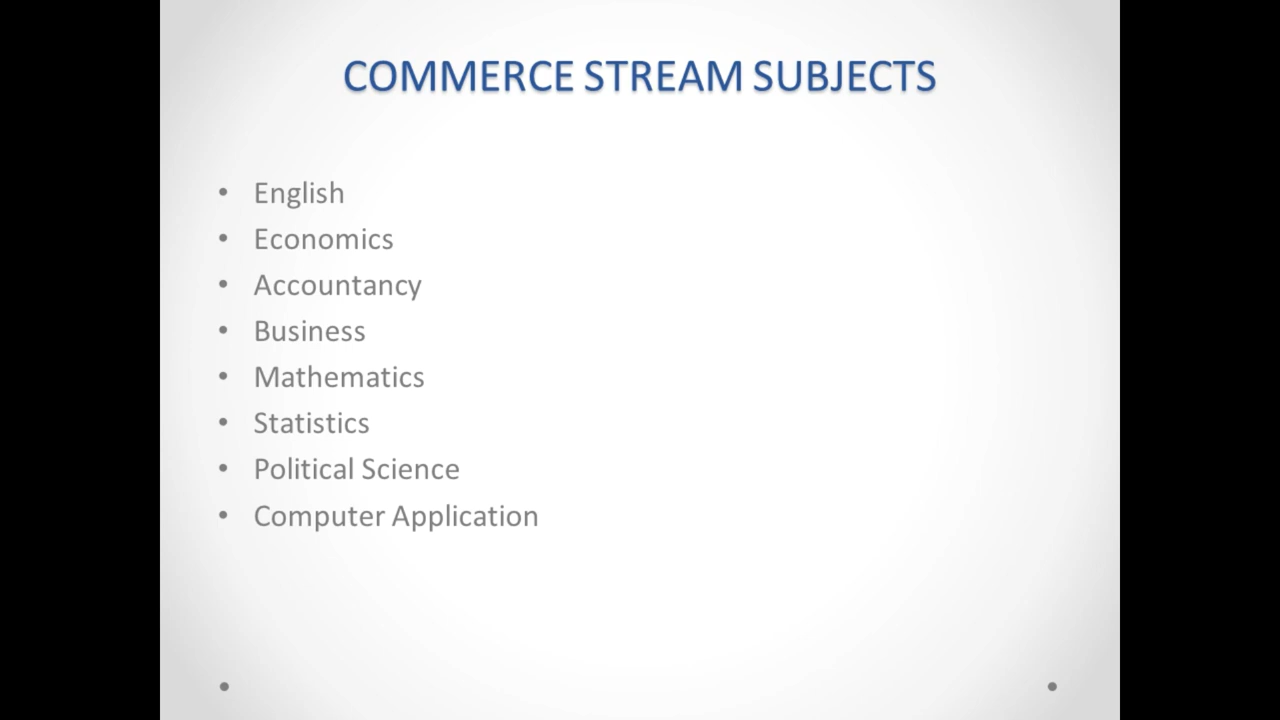 COMMERCE STREAM SUBJECTS
• English
• Economics
• Accountancy
• Business
• Mathematics
• Statistics
• Political Science
• Computer Application